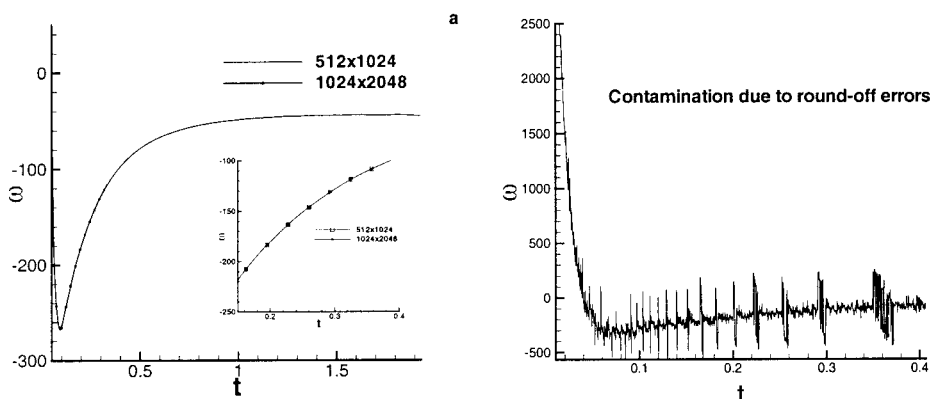 a
0
-100
-200
-300
ω
512x1024
1024x2048
0.5
1
1.5
t
-100
-150
-200
-250
ω
512x1024
1024x2048
0.2
0.3
0.4
t
2500
2000
1500
1000
500
0
-500
ω
Contamination due to round-off errors
0.1
0.2
0.3
0.4
t